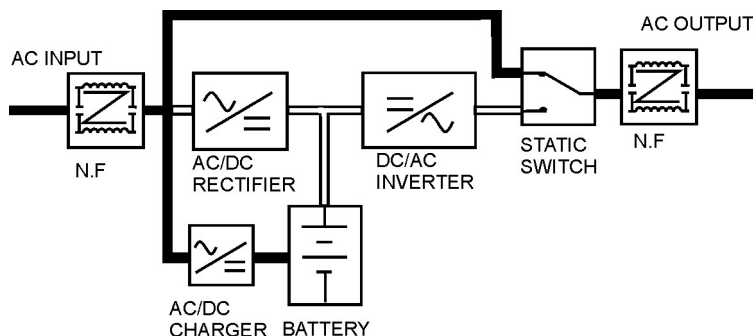 AC INPUT
AC OUTPUT
N.F
AC/DC
RECTIFIER
DC/AC
INVERTER
STATIC
SWITCH
N.F
AC/DC
CHARGER
BATTERY